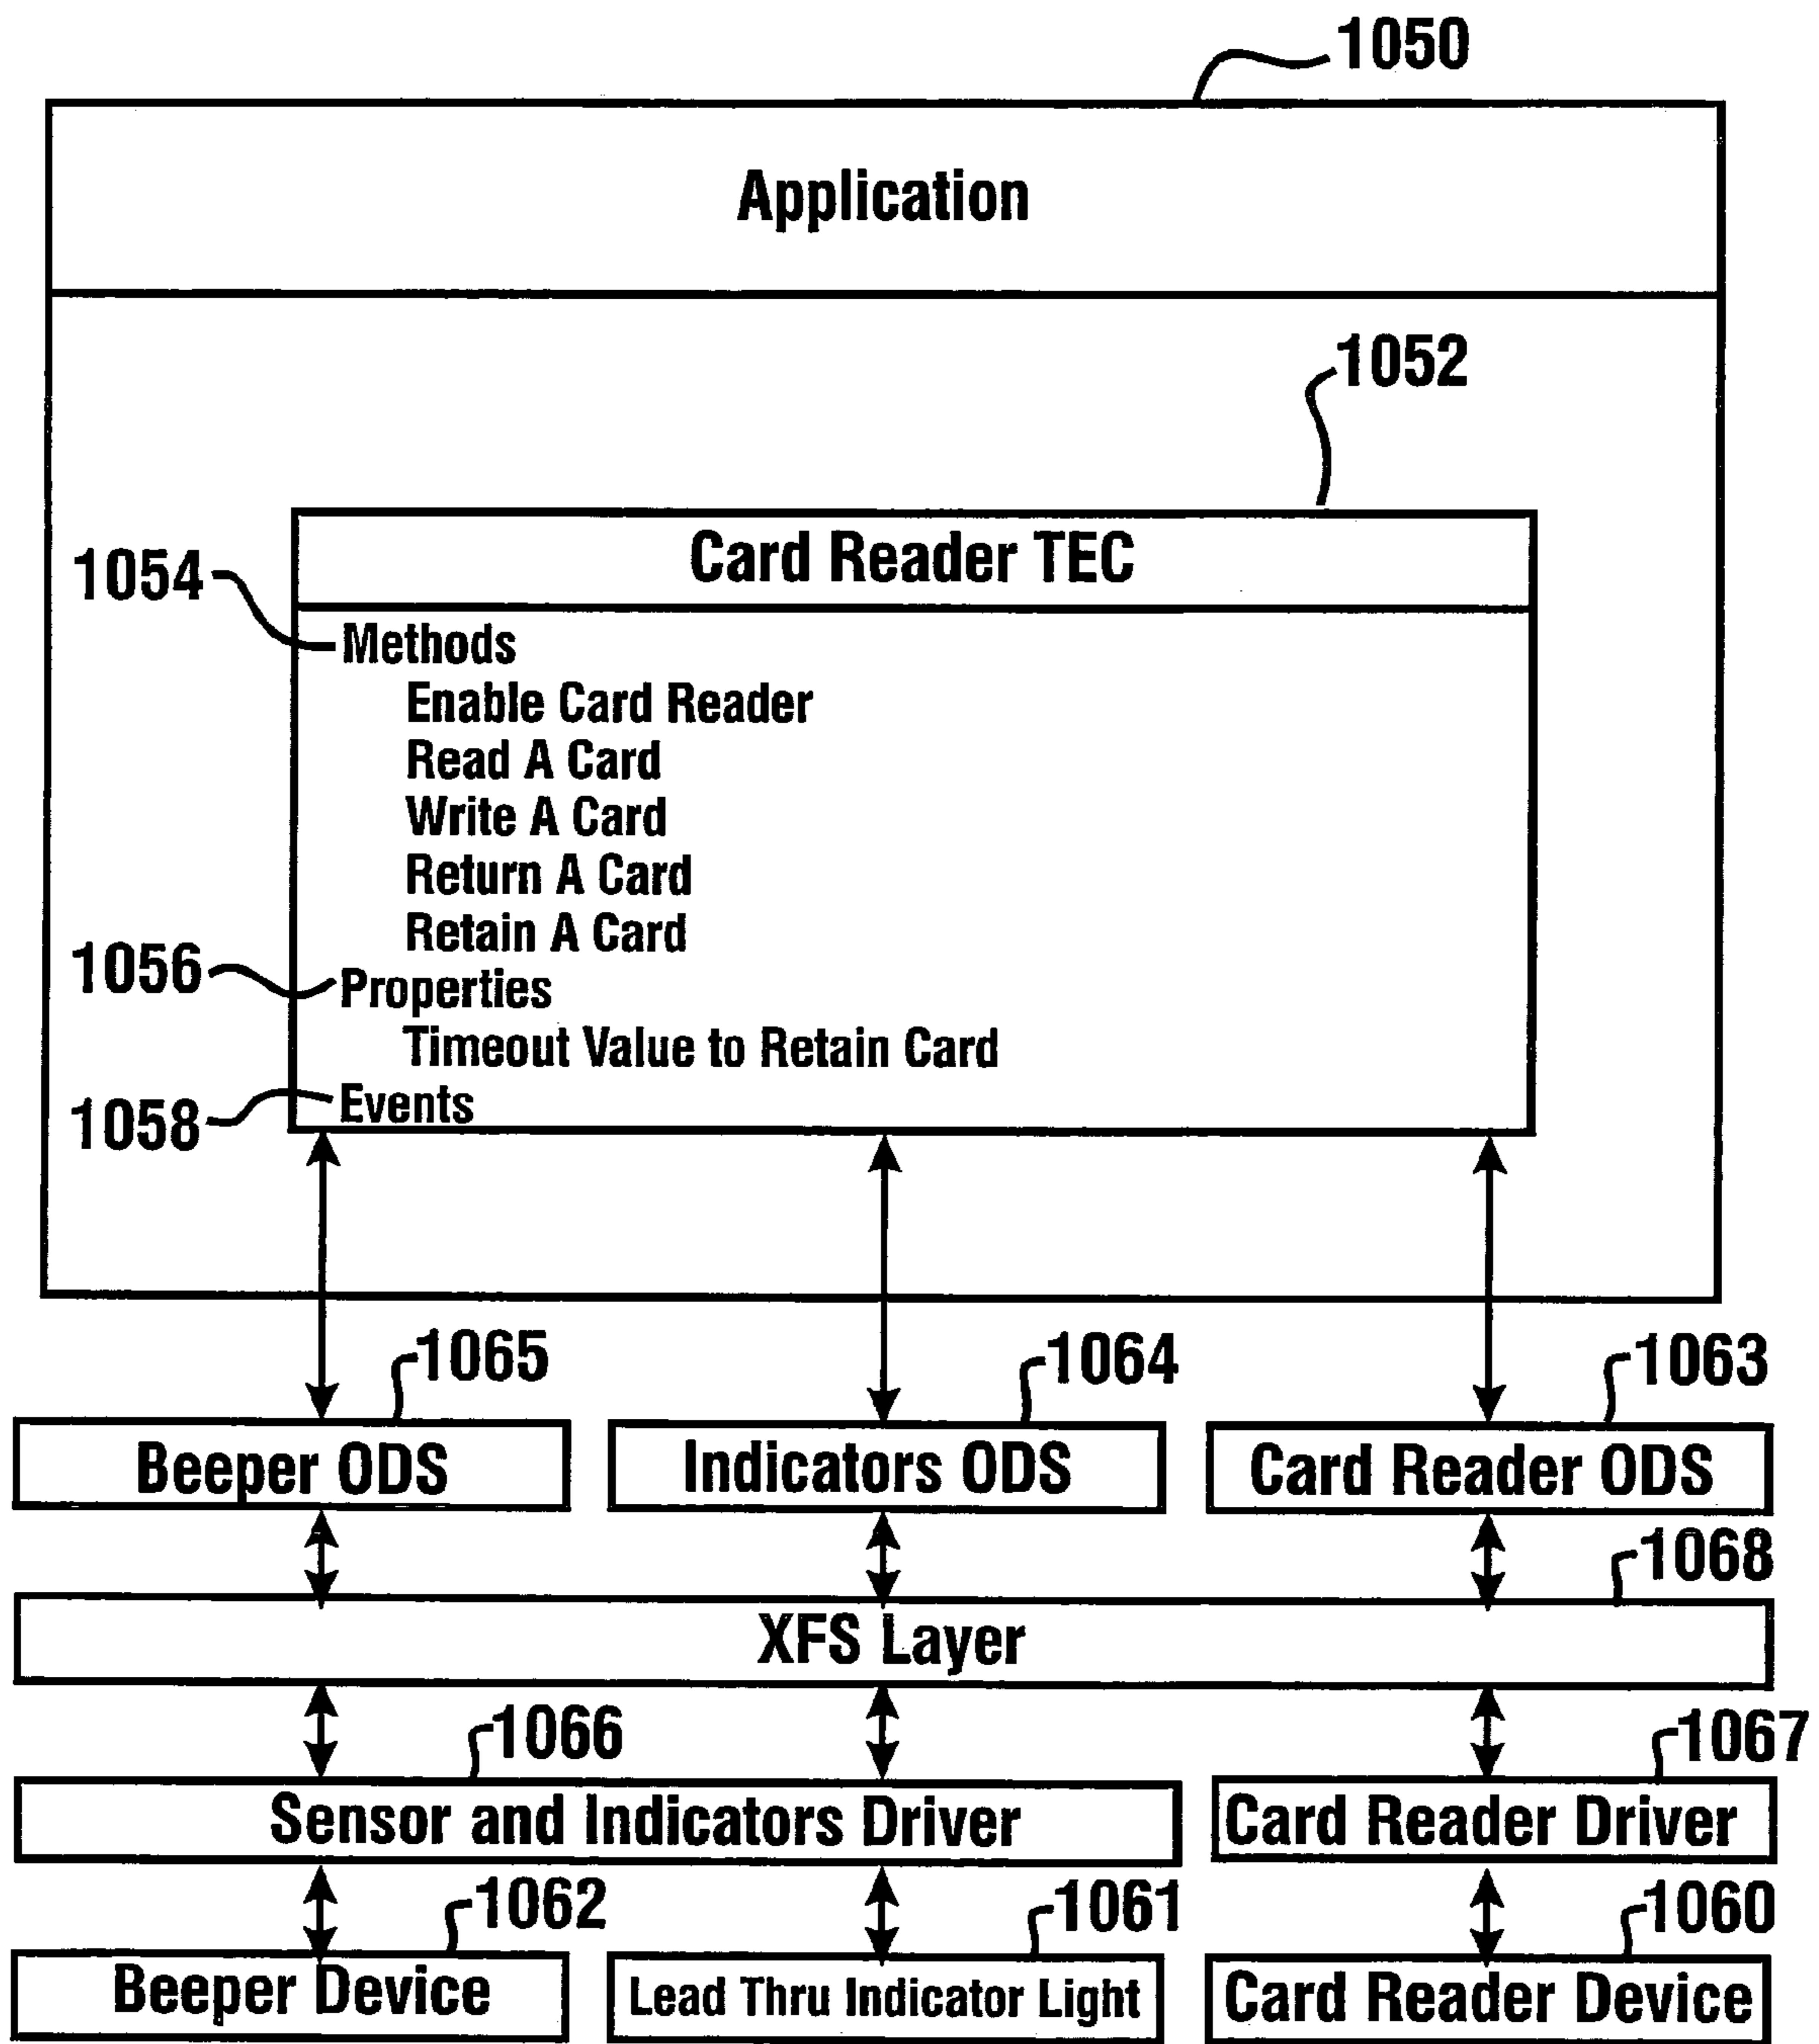 1050
Application
1052
Card Reader TEC
1054
Methods
Enable Card Reader
Read A Card
Write A Card
Return A Card
Retain A Card
1056
Properties
Timeout Value to Retain Card
1058
Events
1065
1064
1063
Beeper ODS
Indicators ODS
Card Reader ODS
1068
XFS Layer
1066
1067
Sensor and Indicators Driver
Card Reader Driver
1062
1061
1060
Beeper Device
Lead Thru Indicator Light
Card Reader Device